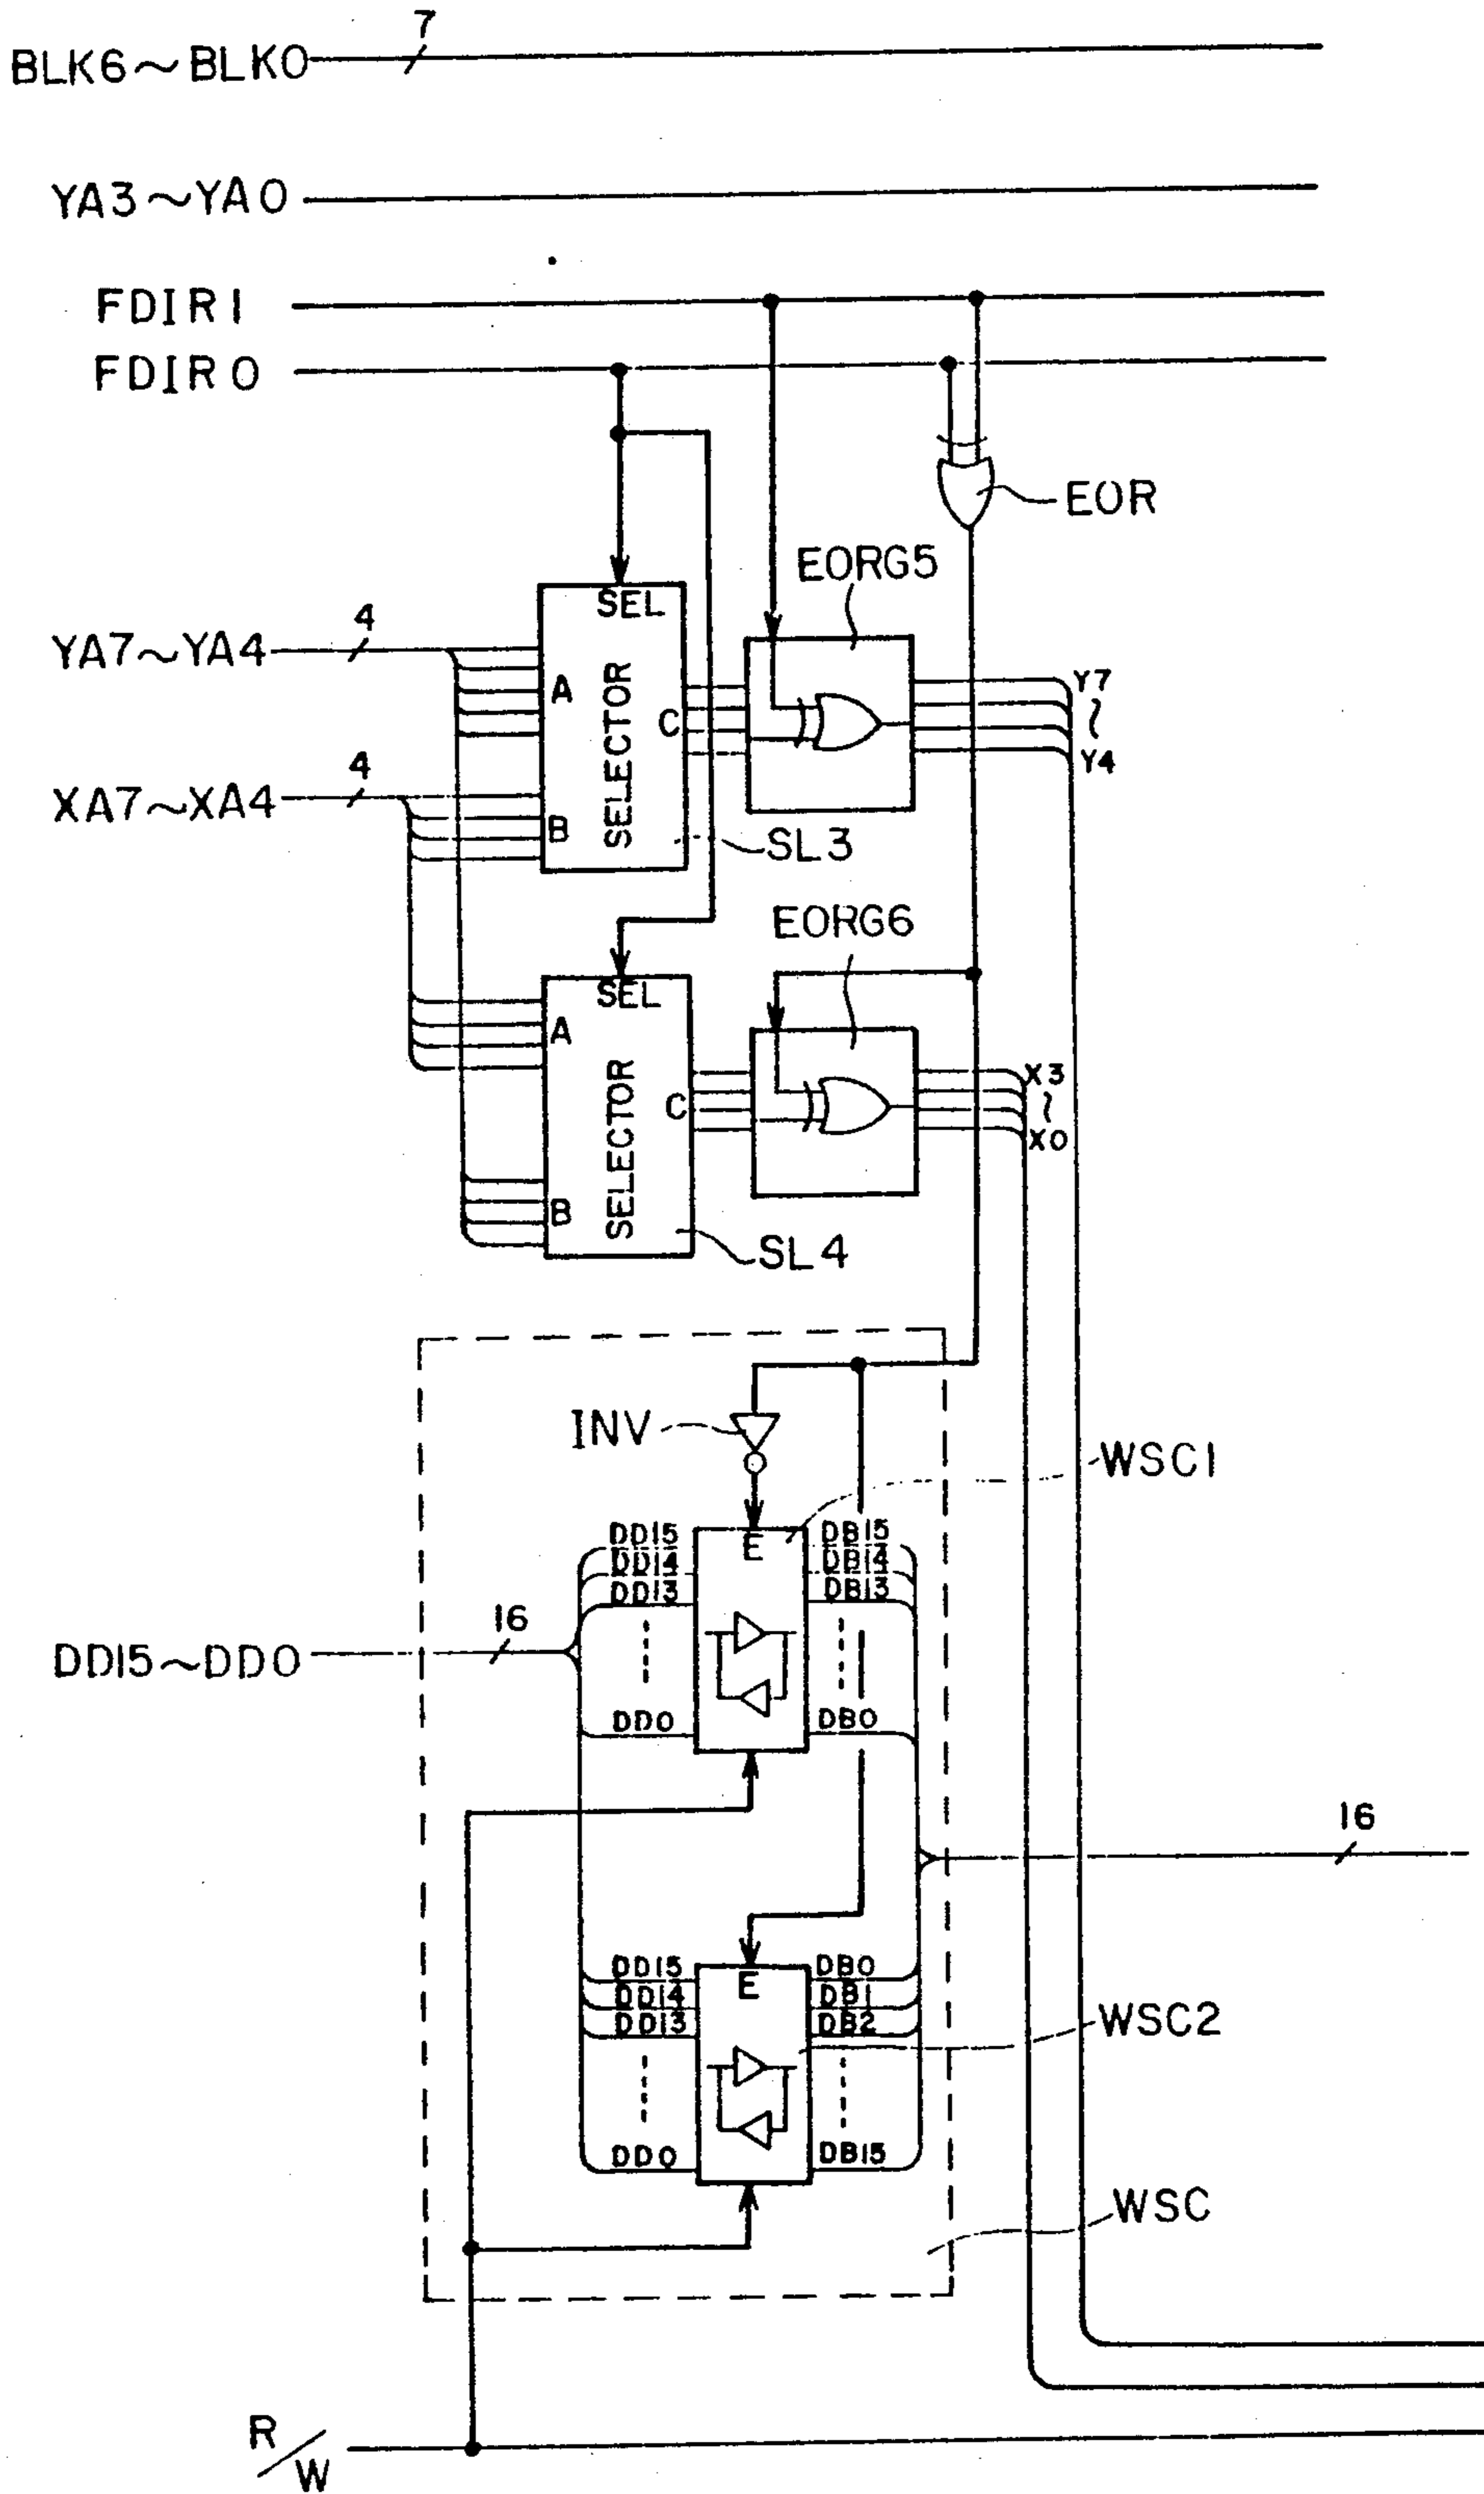 7
BLK6~BLK0
YA3~YA0
FDIR1
FDIR0
EOR
EORG5
SEL
4
YA7~YA4
A
SELECTOR
C
Y7
~
Y4
4
XA7~XA4
B
SL3
EORG6
SEL
A
SELECTOR
C
X3
~
X0
B
SL4
INV
WSC1
E
DD15
DB15
DD14
DB14
DD13
DB13
16
DD15~DD0
DD0
DB0
16
E
DD15
DB0
DD14
DB1
DD13
DB2
WSC2
DD0
DB15
WSC
R/W